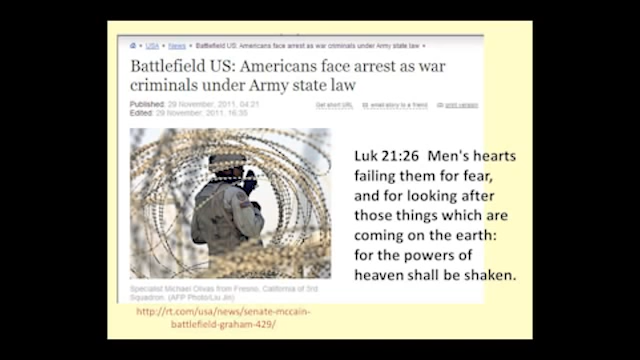 USA News Battlefield US: Americans face arrest as war criminals under Army state law
Battlefield US: Americans face arrest as war
criminals under Army state law
Published: 29 November, 2011, 04:21
Edited: 29 November, 2011, 16:35
Get short URL email story to a friend print version
Luk 21:26 Men's hearts
failing them for fear,
and for looking after
those things which are
coming on the earth:
for the powers of
heaven shall be shaken.
Specialist Michael Olivas from Fresno, California of 3rd
Squadron. (AFP Photo/Liu Jin)
http://rt.com/usa/news/senate-mccain-
battlefield-graham-429/